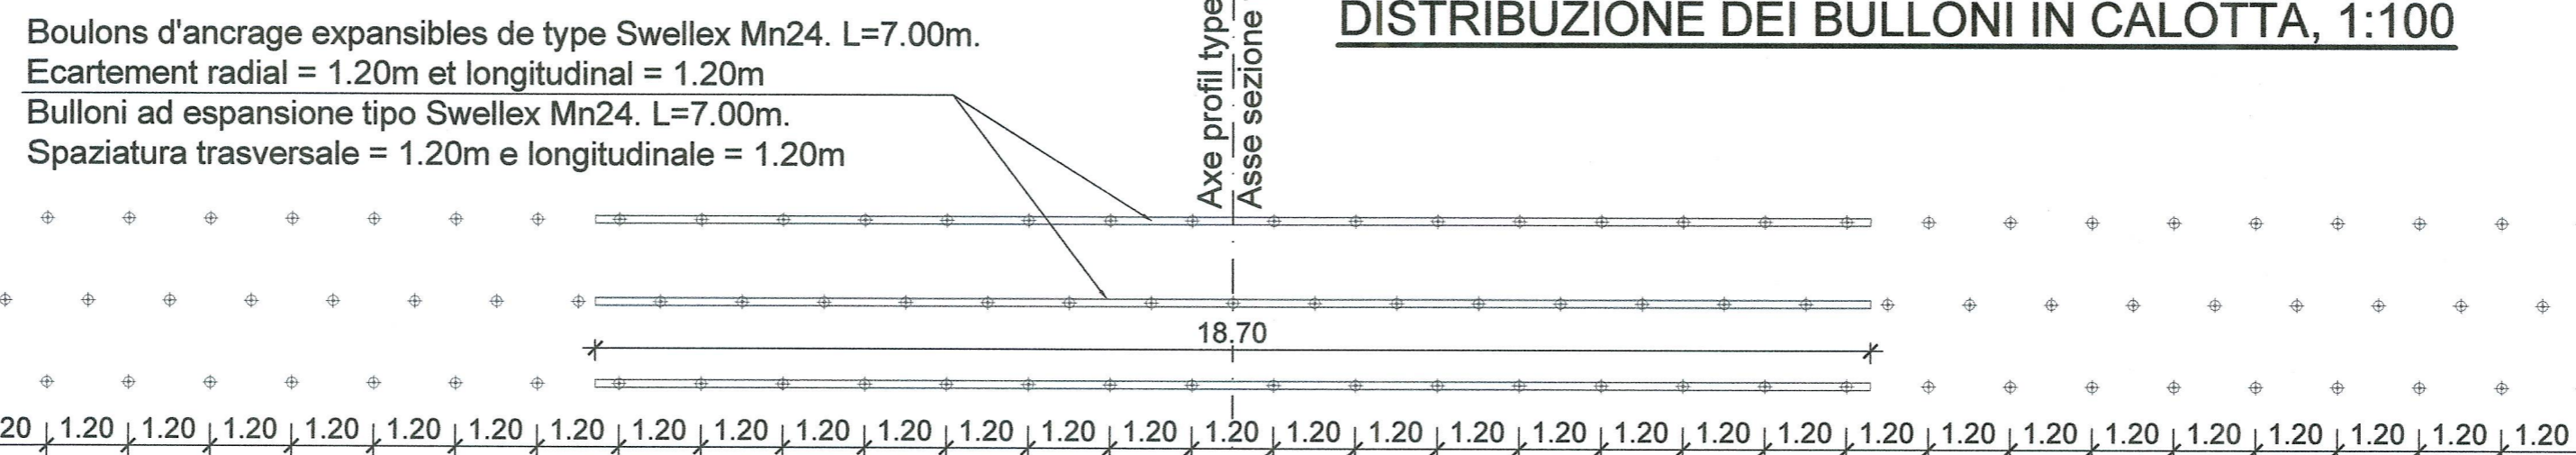 Boulons d'ancrage expansibles de type Swellex Mn24. L=7.00m.
Ecartement radial = 1.20m et longitudinal = 1.20m
Bulloni ad espansione tipo Swellex Mn24. L=7.00m.
Spaziatura trasversale = 1.20m e longitudinale = 1.20m
Axe profil type
Asse sezione
DISTRIBUZIONE DEI BULLONI IN CALOTTA, 1:100
18.70
20 1.20 1.20 1.20 1.20 1.20 1.20 1.20 1.20 1.20 1.20 1.20 1.20 1.20 1.20 1.20 1.20 1.20 1.20 1.20 1.20 1.20 1.20 1.20 1.20 1.20 1.20 1.20 1.20 1.20 1.20 1.20